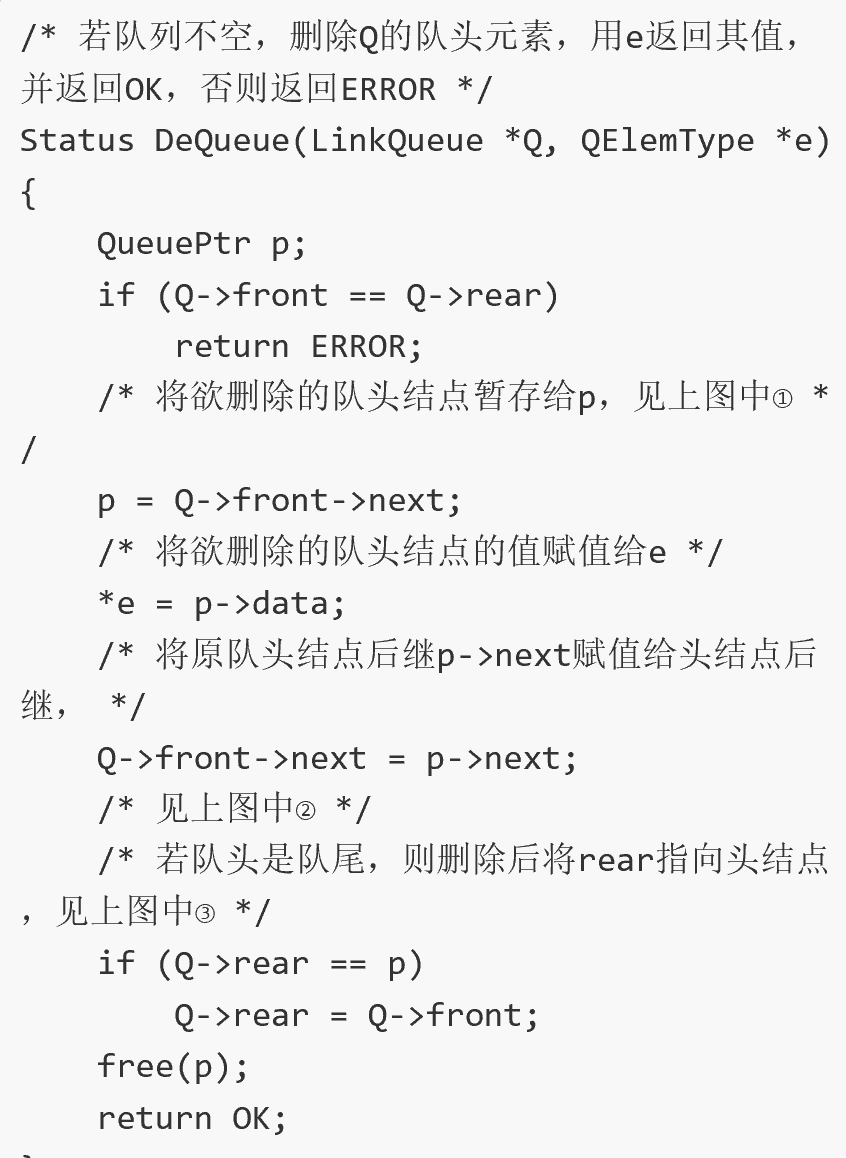 /* 若队列不空，删除Q的队头元素，用e返回其值，
并返回OK，否则返回ERROR */
Status DeQueue(LinkQueue *Q, QElemType *e)
{
    QueuePtr p;
    if (Q->front == Q->rear)
        return ERROR;
    /* 将欲删除的队头结点暂存给p，见上图中① *
/
    p = Q->front->next;
    /* 将欲删除的队头结点的值赋值给e */
    *e = p->data;
    /* 将原队头结点后继p->next赋值给头结点后
继， */
    Q->front->next = p->next;
    /* 见上图中② */
    /* 若队头是队尾，则删除后将rear指向头结点
，见上图中③ */
    if (Q->rear == p)
        Q->rear = Q->front;
    free(p);
    return OK;